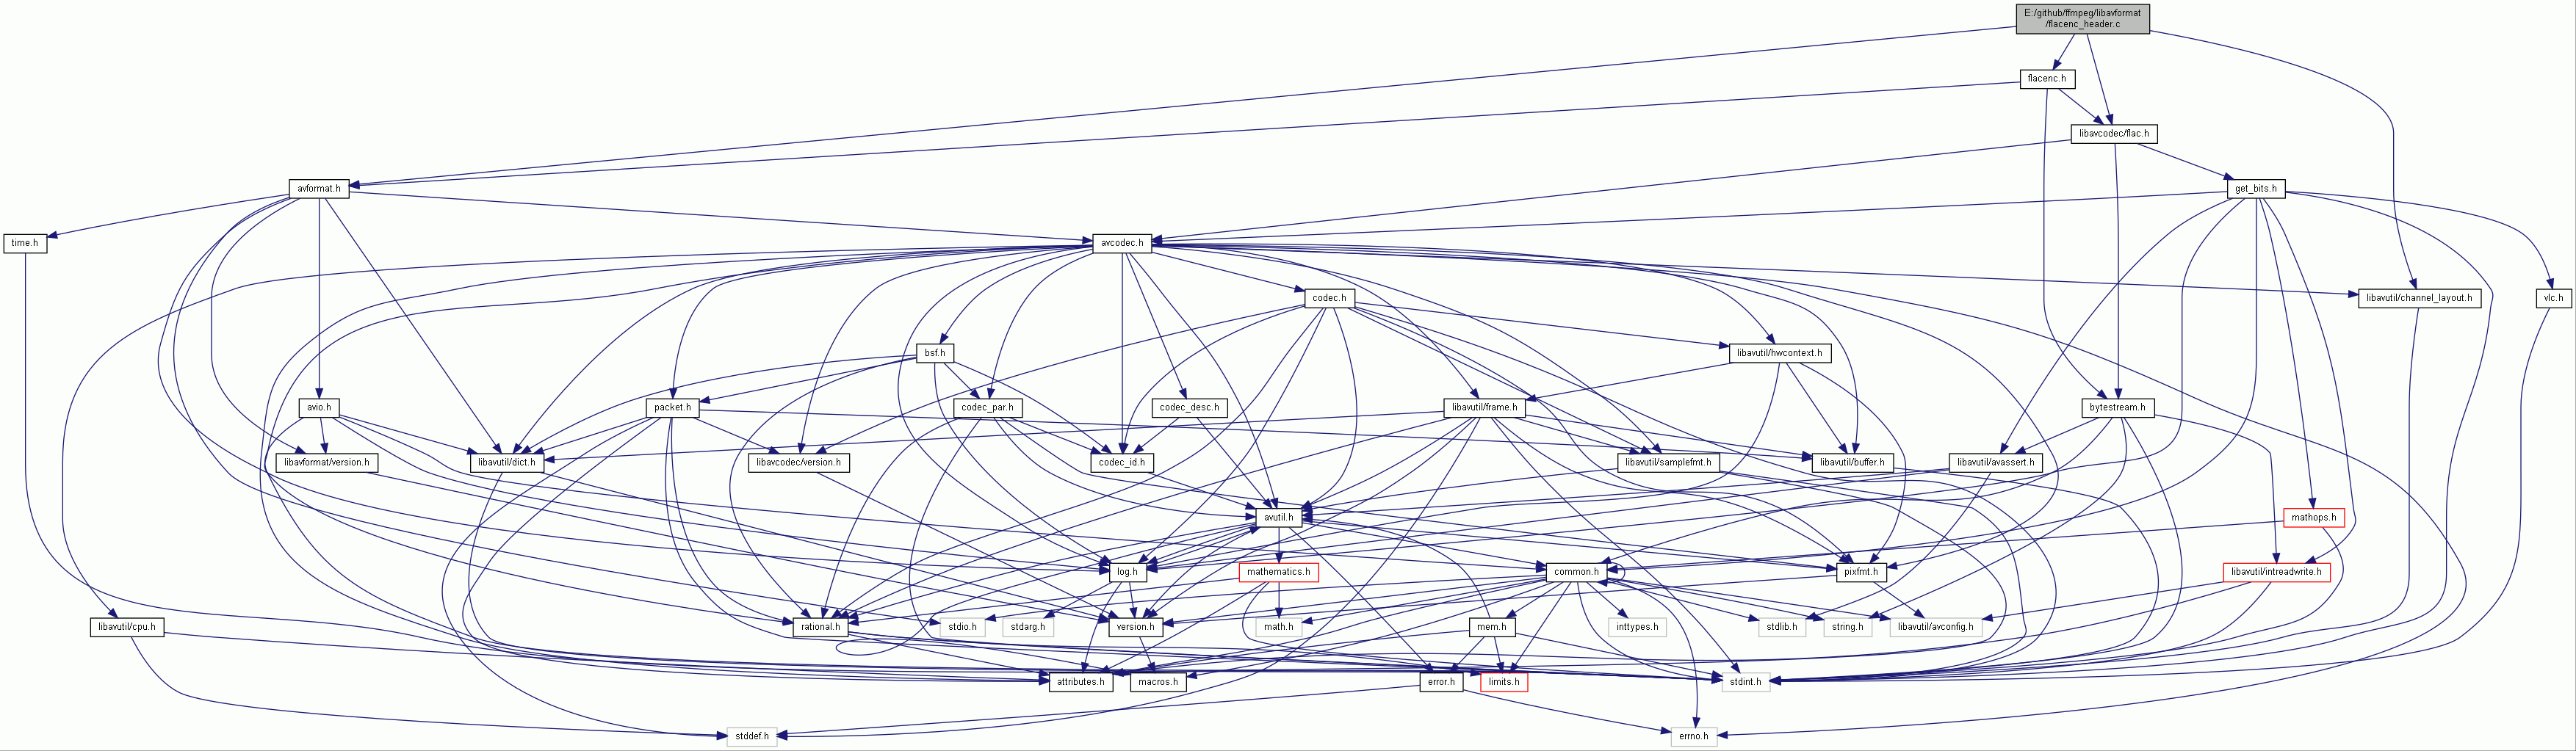 E:/github/ffmpeg/libavformat
/flacenc_header.c
flacenc.h
libavcodec/flac.h
avformat.h
get_bits.h
time.h
avcodec.h
codec.h
libavutil/channel_layout.h
vlc.h
bsf.h
libavutil/hwcontext.h
avio.h
packet.h
codec_par.h
codec_desc.h
libavutil/frame.h
bytestream.h
libavformat/version.h
libavutil/dict.h
libavcodec/version.h
codec_id.h
libavutil/samplefmt.h
libavutil/buffer.h
libavutil/avassert.h
avutil.h
mathops.h
log.h
mathematics.h
common.h
pixfmt.h
libavutil/intreadwrite.h
libavutil/cpu.h
rational.h
stdio.h
stdarg.h
version.h
math.h
mem.h
inttypes.h
stdlib.h
string.h
libavutil/avconfig.h
attributes.h
macros.h
error.h
limits.h
stdint.h
stddef.h
errno.h